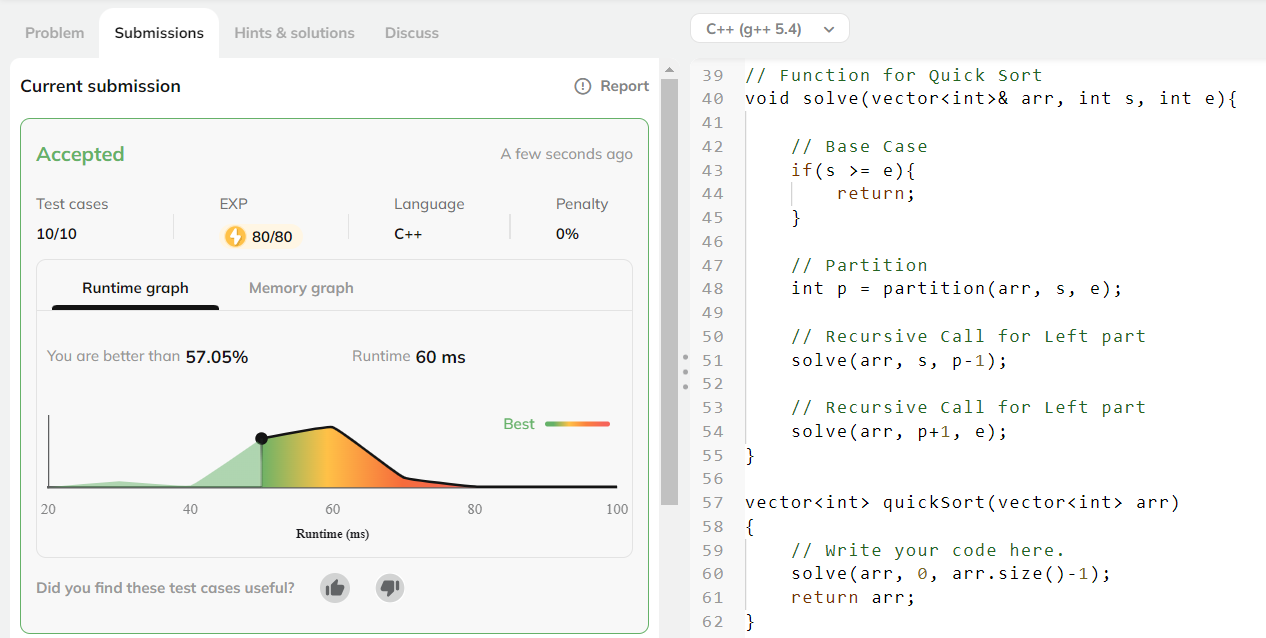 Problem
Submissions
Hints & solutions
Discuss
Current submission
Report
Accepted
A few seconds ago
Test cases
EXP
Language
Penalty
10/10
80/80
C++
0%
Runtime graph
Memory graph
You are better than 57.05%
Runtime 60 ms
Best
20 40 60 80 100
Runtime (ms)
Did you find these test cases useful?
C++ (g++ 5.4)
39 // Function for Quick Sort
40 void solve(vector<int>& arr, int s, int e){
41
42 // Base Case
43 if(s >= e){
44 return;
45 }
46
47 // Partition
48 int p = partition(arr, s, e);
49
50 // Recursive Call for Left part
51 solve(arr, s, p-1);
52
53 // Recursive Call for Left part
54 solve(arr, p+1, e);
55 }
56
57 vector<int> quickSort(vector<int> arr)
58 {
59 // Write your code here.
60 solve(arr, 0, arr.size()-1);
61 return arr;
62 }